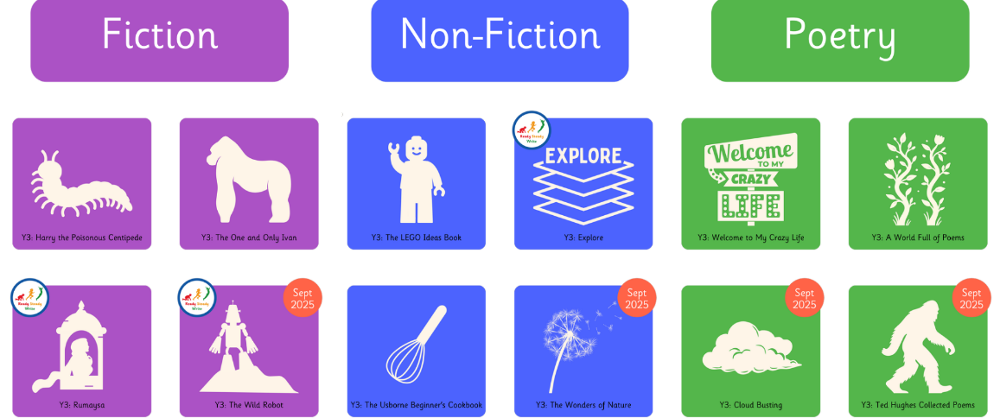 Fiction
Non-Fiction
Poetry
Y3: Harry the Poisonous Centipede
Y3: The One and Only Ivan
Y3: The LEGO Ideas Book
Ready Steady
Write
EXPLORE
Y3: Explore
Welcome
TO MY
CRAZY
LIFE
Y3: Welcome to My Crazy Life
Y3: A World Full of Poems
Ready Steady
Write
Y3: Rumaysa
Ready Steady
Write
Sept
2025
Y3: The Wild Robot
Y3: The Usborne Beginner's Cookbook
Sept
2025
Y3: The Wonders of Nature
Sept
2025
Y3: Cloud Busting
Sept
2025
Y3: Ted Hughes Collected Poems